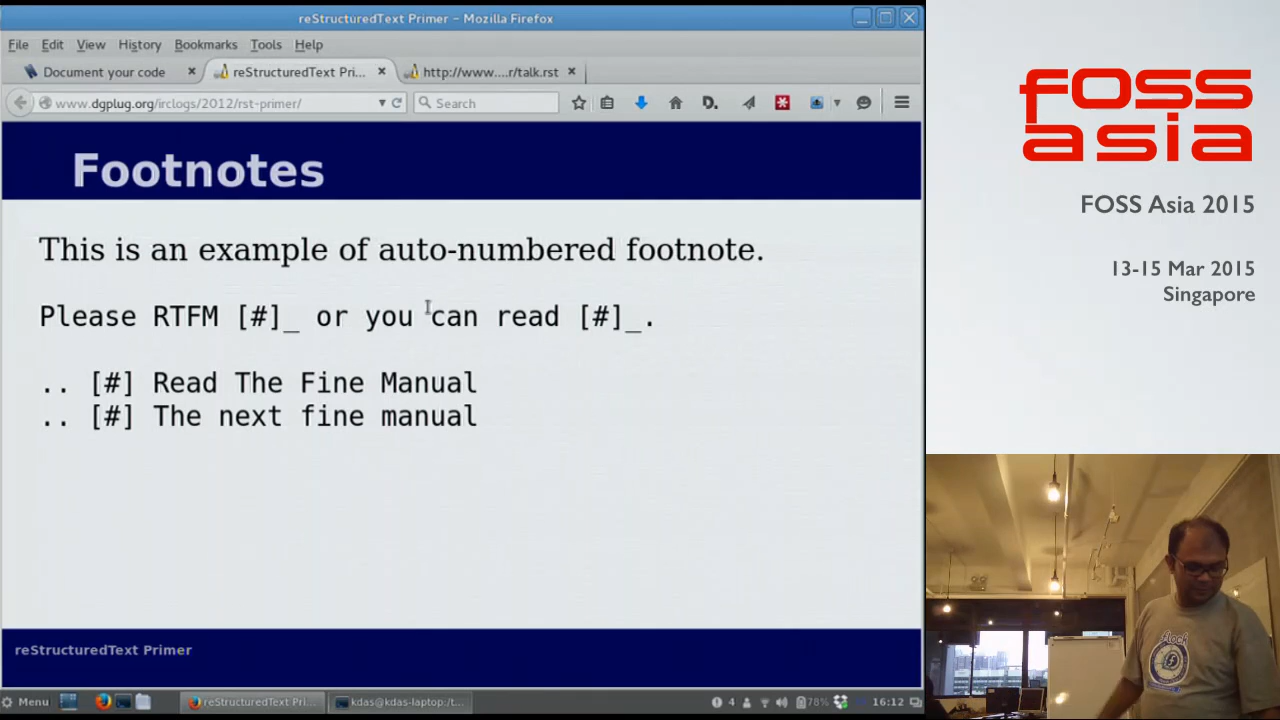 reStructuredText Primer - Mozilla Firefox
File Edit View History Bookmarks Tools Help
Document your code
reStructuredText Pri...
http://www....r/talk.rst
www.dgplug.org/irclogs/2012/rst-primer/
Search
D.
Footnotes
This is an example of auto-numbered footnote.
Please RTFM [#]_ or you can read [#]_.
.. [#] Read The Fine Manual
.. [#] The next fine manual
reStructuredText Primer
Menu
reStructuredText Pri...
kdas@kdas-laptop:/t...
4
78%
16:12
FOSS
asia
FOSS Asia 2015
13-15 Mar 2015
Singapore
flock